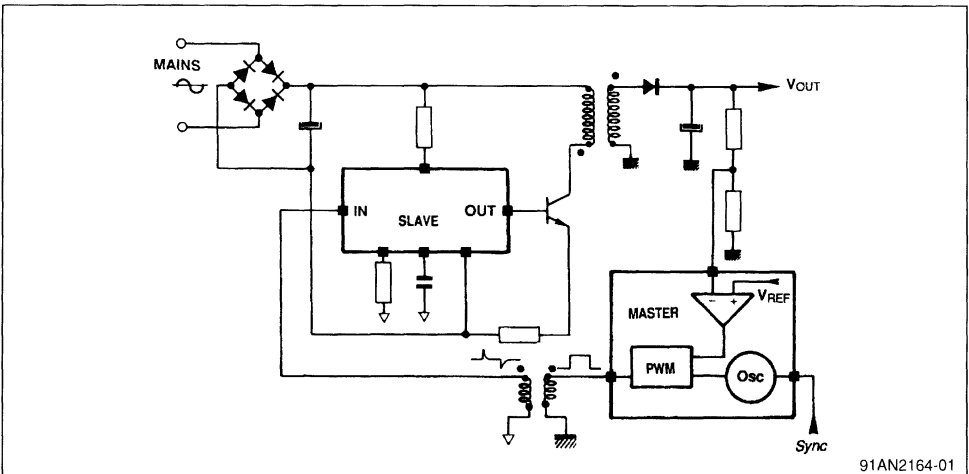 MAINS
VOUT
IN
SLAVE
OUT
VREF
MASTER
PWM
Osc
Sync
91AN2164-01